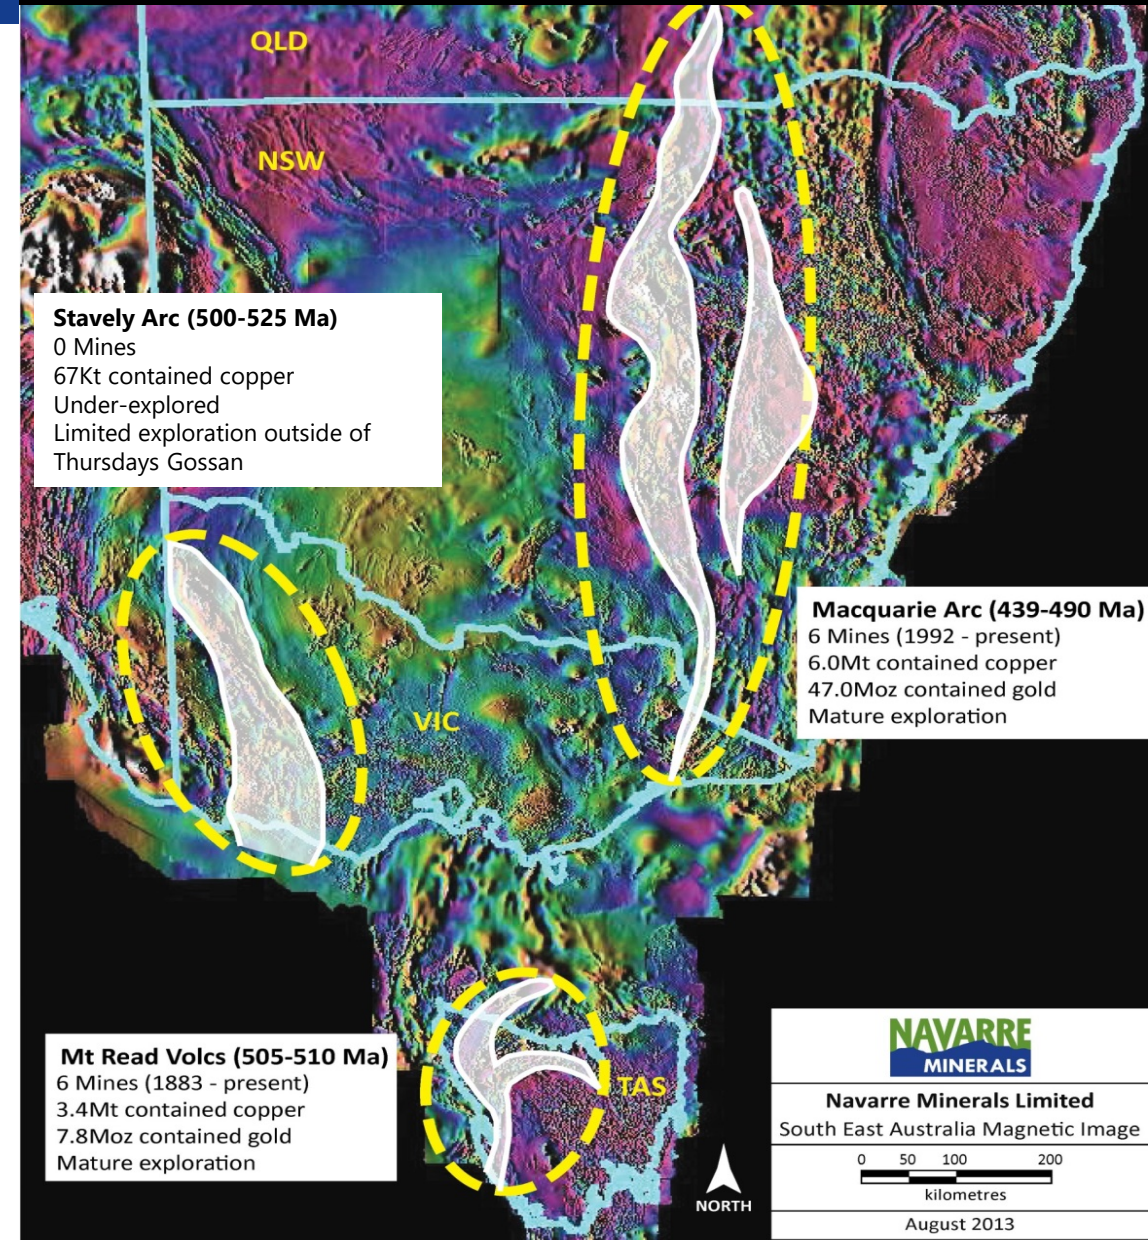 QLD
NSW
Stavely Arc (500-525 Ma)
0 Mines
67Kt contained copper
Under-explored
Limited exploration outside of
Thursdays Gossan
Macquarie Arc (439-490 Ma)
6 Mines (1992 - present)
6.0Mt contained copper
47.0Moz contained gold
Mature exploration
VIC
Mt Read Volcs (505-510 Ma)
6 Mines (1883 - present)
3.4Mt contained copper
7.8Moz contained gold
Mature exploration
TAS
NORTH
NAVARRE
MINERALS
Navarre Minerals Limited
South East Australia Magnetic Image
0 50 100 200
kilometres
August 2013